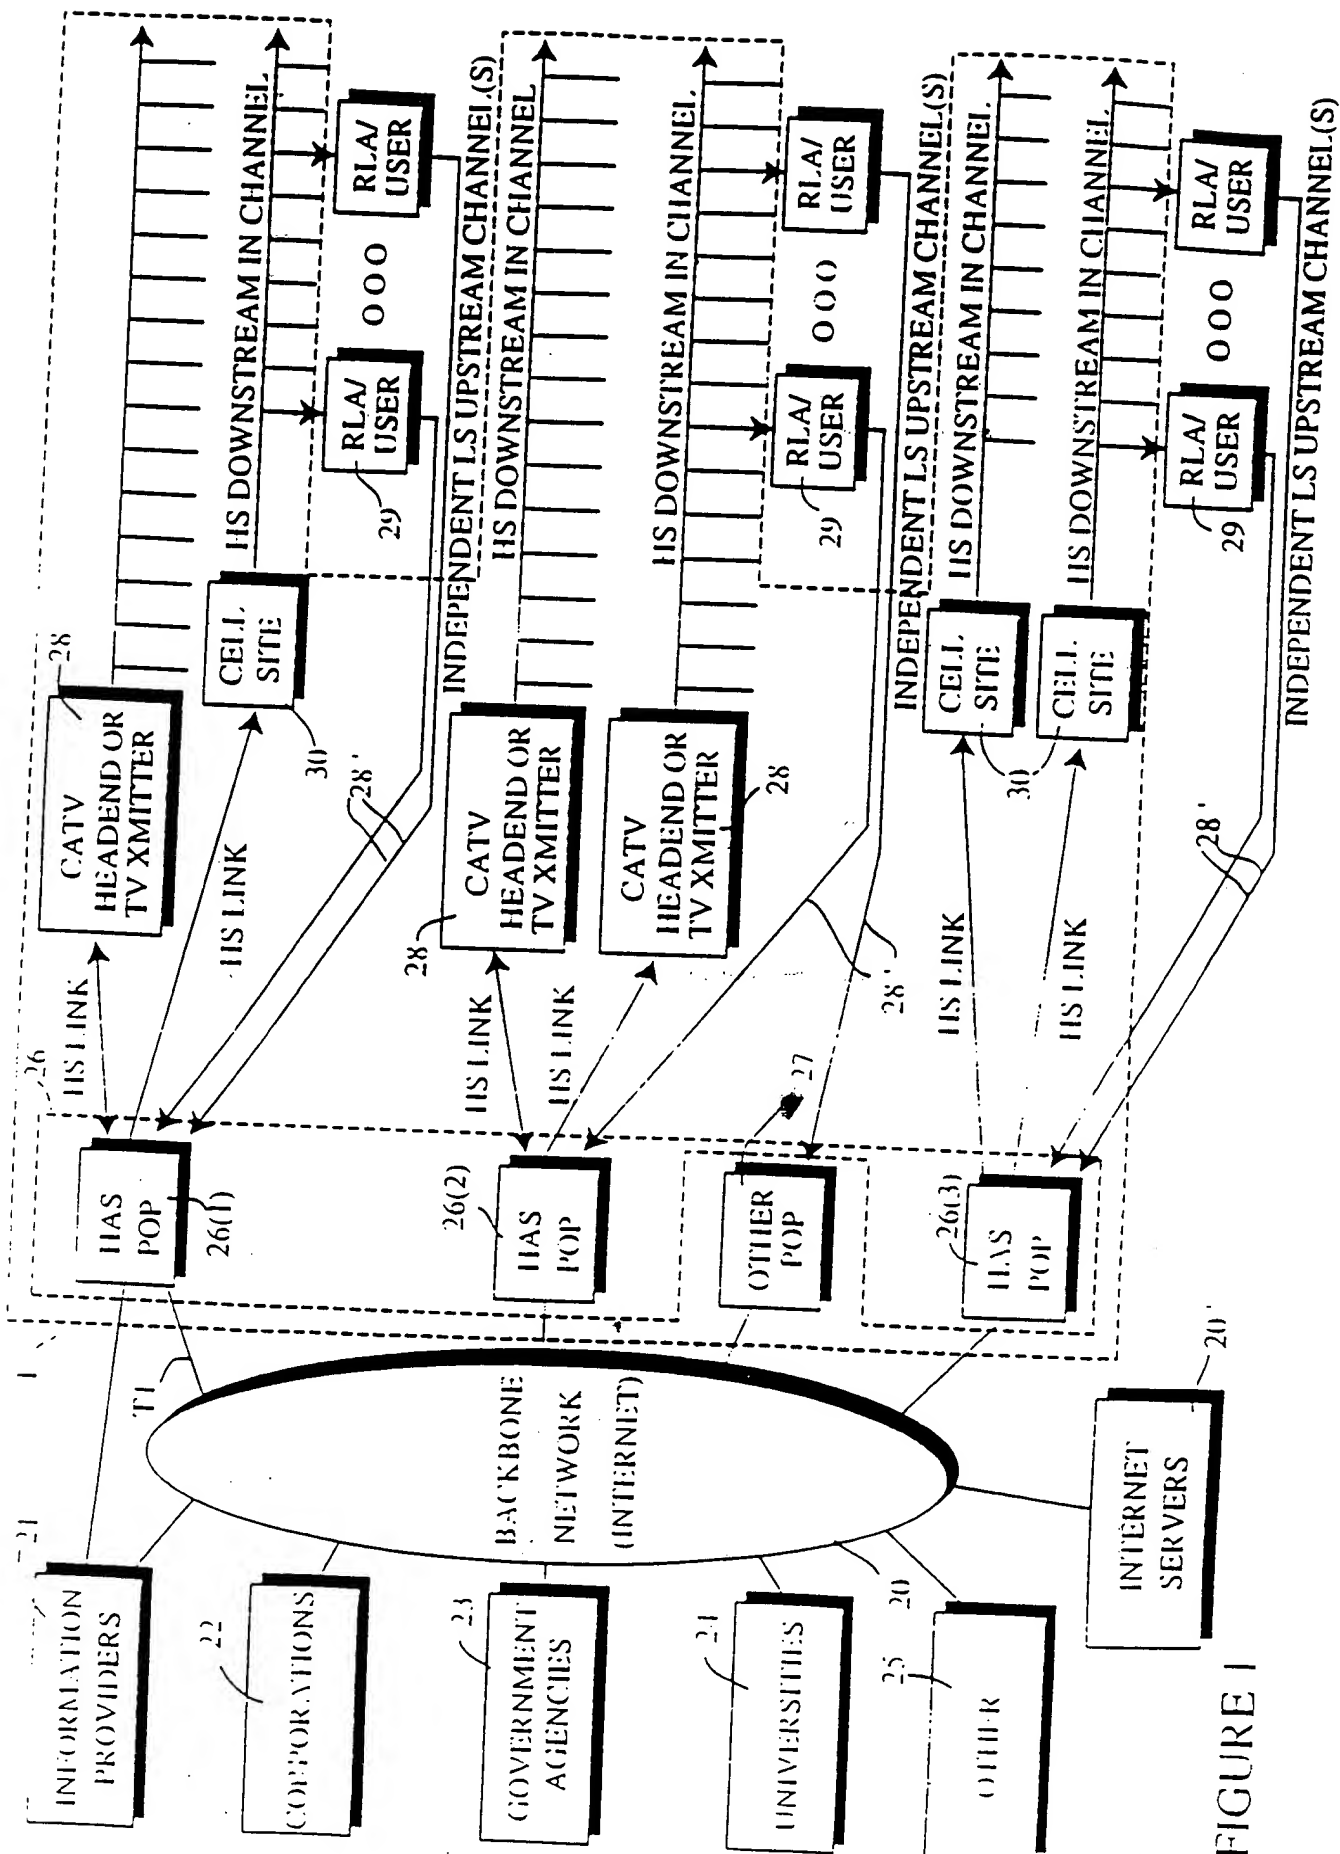 INFORMATION
PROVIDERS
21
COPPORATIONS
22
GOVERNMENT
AGENCIES
23
UNIVERSITIES
24
OTHER
25
INTERNET
SERVERS
20'
BACKBONE
NETWORK
(INTERNET)
20
T1
1
26
HAS
POP
26(1)
HAS
POP
26(2)
OTHER
POP
27
HAS
POP
26(3)
HS LINK
HS LINK
HS LINK
HS LINK
HS LINK
HS LINK
CATV
HEADEND OR
TV XMITTER
28
CELL
SITE
30
28'
CATV
HEADEND OR
TV XMITTER
28
CATV
HEADEND OR
TV XMITTER
28
28'
CELL
SITE
CELL
SITE
30
28'
HS DOWNSTREAM IN CHANNEL
RLA/
USER
29
OOO
RLA/
USER
INDEPENDENT LS UPSTREAM CHANNEL(S)
HS DOWNSTREAM IN CHANNEL
HS DOWNSTREAM IN CHANNEL
RLA/
USER
29
OOO
RLA/
USER
INDEPENDENT LS UPSTREAM CHANNEL(S)
HS DOWNSTREAM IN CHANNEL
HS DOWNSTREAM IN CHANNEL
RLA/
USER
29
OOO
RLA/
USER
INDEPENDENT LS UPSTREAM CHANNEL(S)
FIGURE 1